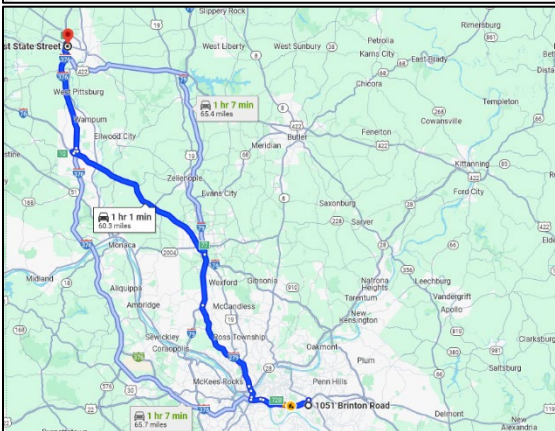 Slippery Rock
Petrolia
Rimersburg
West Liberty
West Sunbury
Karns City
East Brady
st State Street
Chicora
West Pittsburg
1 hr 7 min
65.4 miles
Templeton
Wampum
Cowansville
Ellwood City
Fenelton
Butler
Meridian
Kittanning
Zelienople
Ford City
Evans City
Saxonburg
Sarver
1 hr 1 min
60.3 miles
Monaca
Midland
Wexford
Gibsonia
Natrona Heights
Leechburg
Aliquippa
McCandless
Tarentum
Vandergrift
Ambridge
New Kensington
Apollo
Sewickley
Ross Township
Oakmont
Clarksburg
Coraopolis
Plum
McKees Rocks
Penn Hills
Saltsburg
1051 Brinton Road
1 hr 7 min
65.7 miles
Delmont
New Alexandria